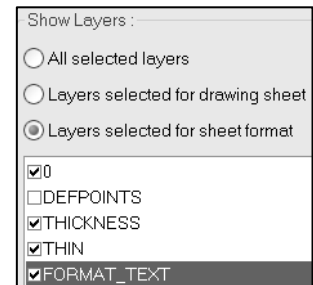 Show Layers :
All selected layers
Layers selected for drawing sheet
Layers selected for sheet format
0
DEFPOINTS
THICKNESS
THIN
FORMAT_TEXT